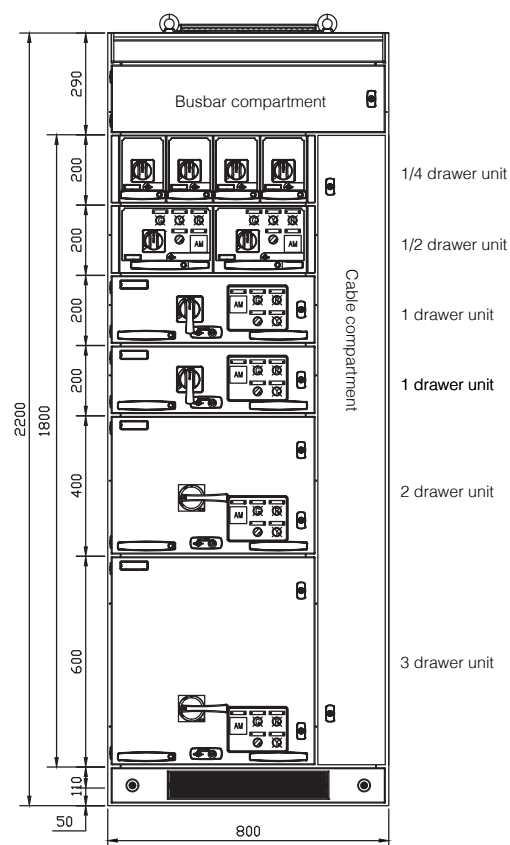 290
Busbar compartment
200
1/4 drawer unit
200
AM
AM
1/2 drawer unit
200
AM
1 drawer unit
Cable compartment
200
AM
1 drawer unit
2200
1800
400
AM
2 drawer unit
600
AM
3 drawer unit
110
50
800